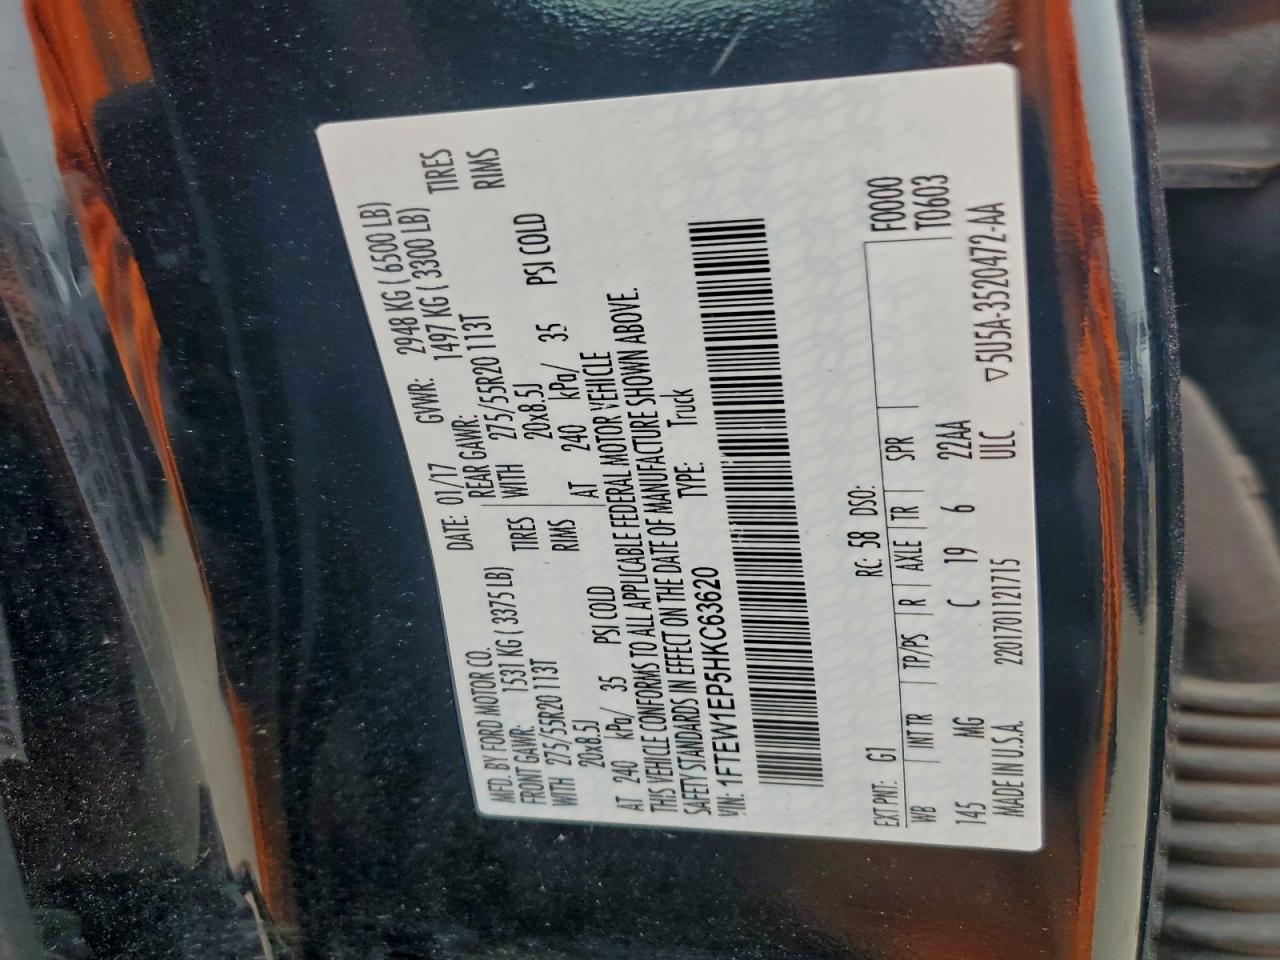 MFD. BY FORD MOTOR CO.
DATE: 01/17 GVWR: 2948 KG ( 6500 LB)
FRONT GAWR: 1531 KG ( 3375 LB) REAR GAWR: 1497 KG ( 3300 LB)
WITH 275/55R20 113T TIRES WITH 275/55R20 113T TIRES
20x8.5J RIMS 20x8.5J RIMS
AT 240 kPa/ 35 PSI COLD AT 240 kPa/ 35 PSI COLD
THIS VEHICLE CONFORMS TO ALL APPLICABLE FEDERAL MOTOR VEHICLE
SAFETY STANDARDS IN EFFECT ON THE DATE OF MANUFACTURE SHOWN ABOVE.
VIN: 1FTEW1EP5HKC63620 TYPE: Truck
EXT PNT: G1 RC: 58 DSO: F0000
WB INT TR TP/PS R AXLE TR SPR T0603
145 MG C 19 6 22AA
MADE IN U.S.A. 220170112171​5 ULC ▽5U5A-3520472-AA